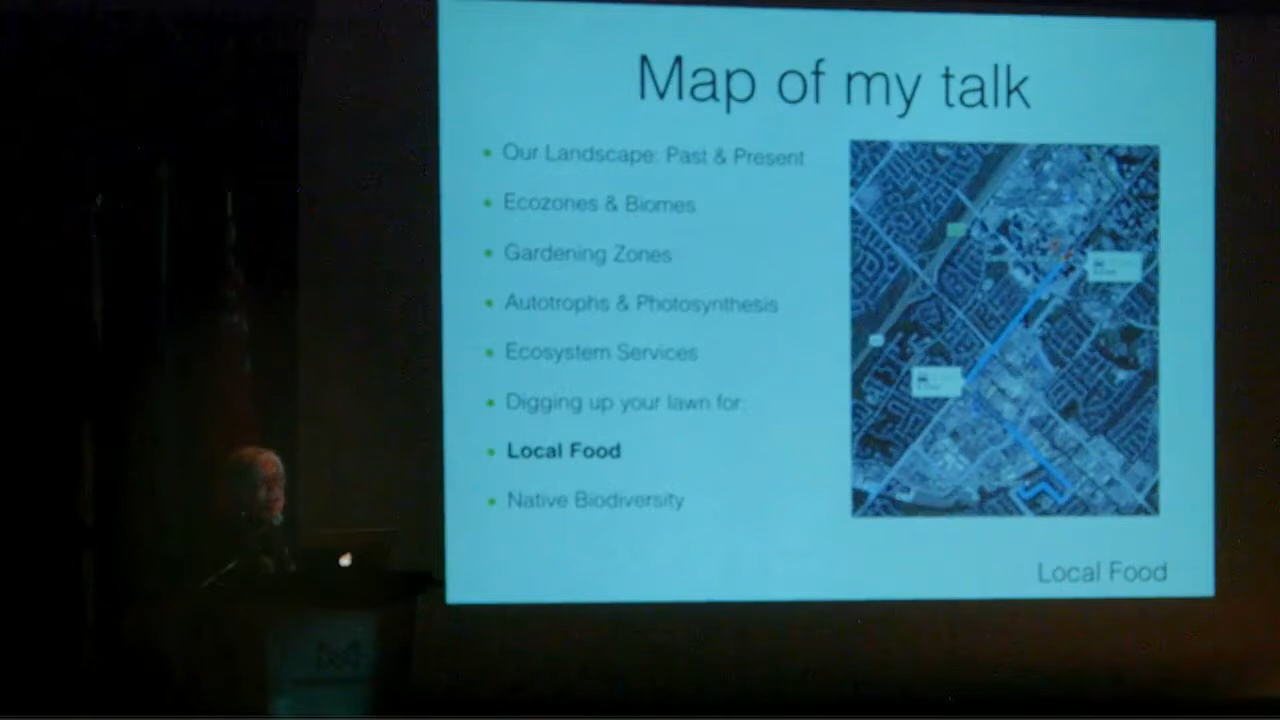 Map of my talk
• Our Landscape: Past & Present
• Ecozones & Biomes
• Gardening Zones
• Autotrophs & Photosynthesis
• Ecosystem Services
• Digging up your lawn for:
• Local Food
• Native Biodiversity
Local Food